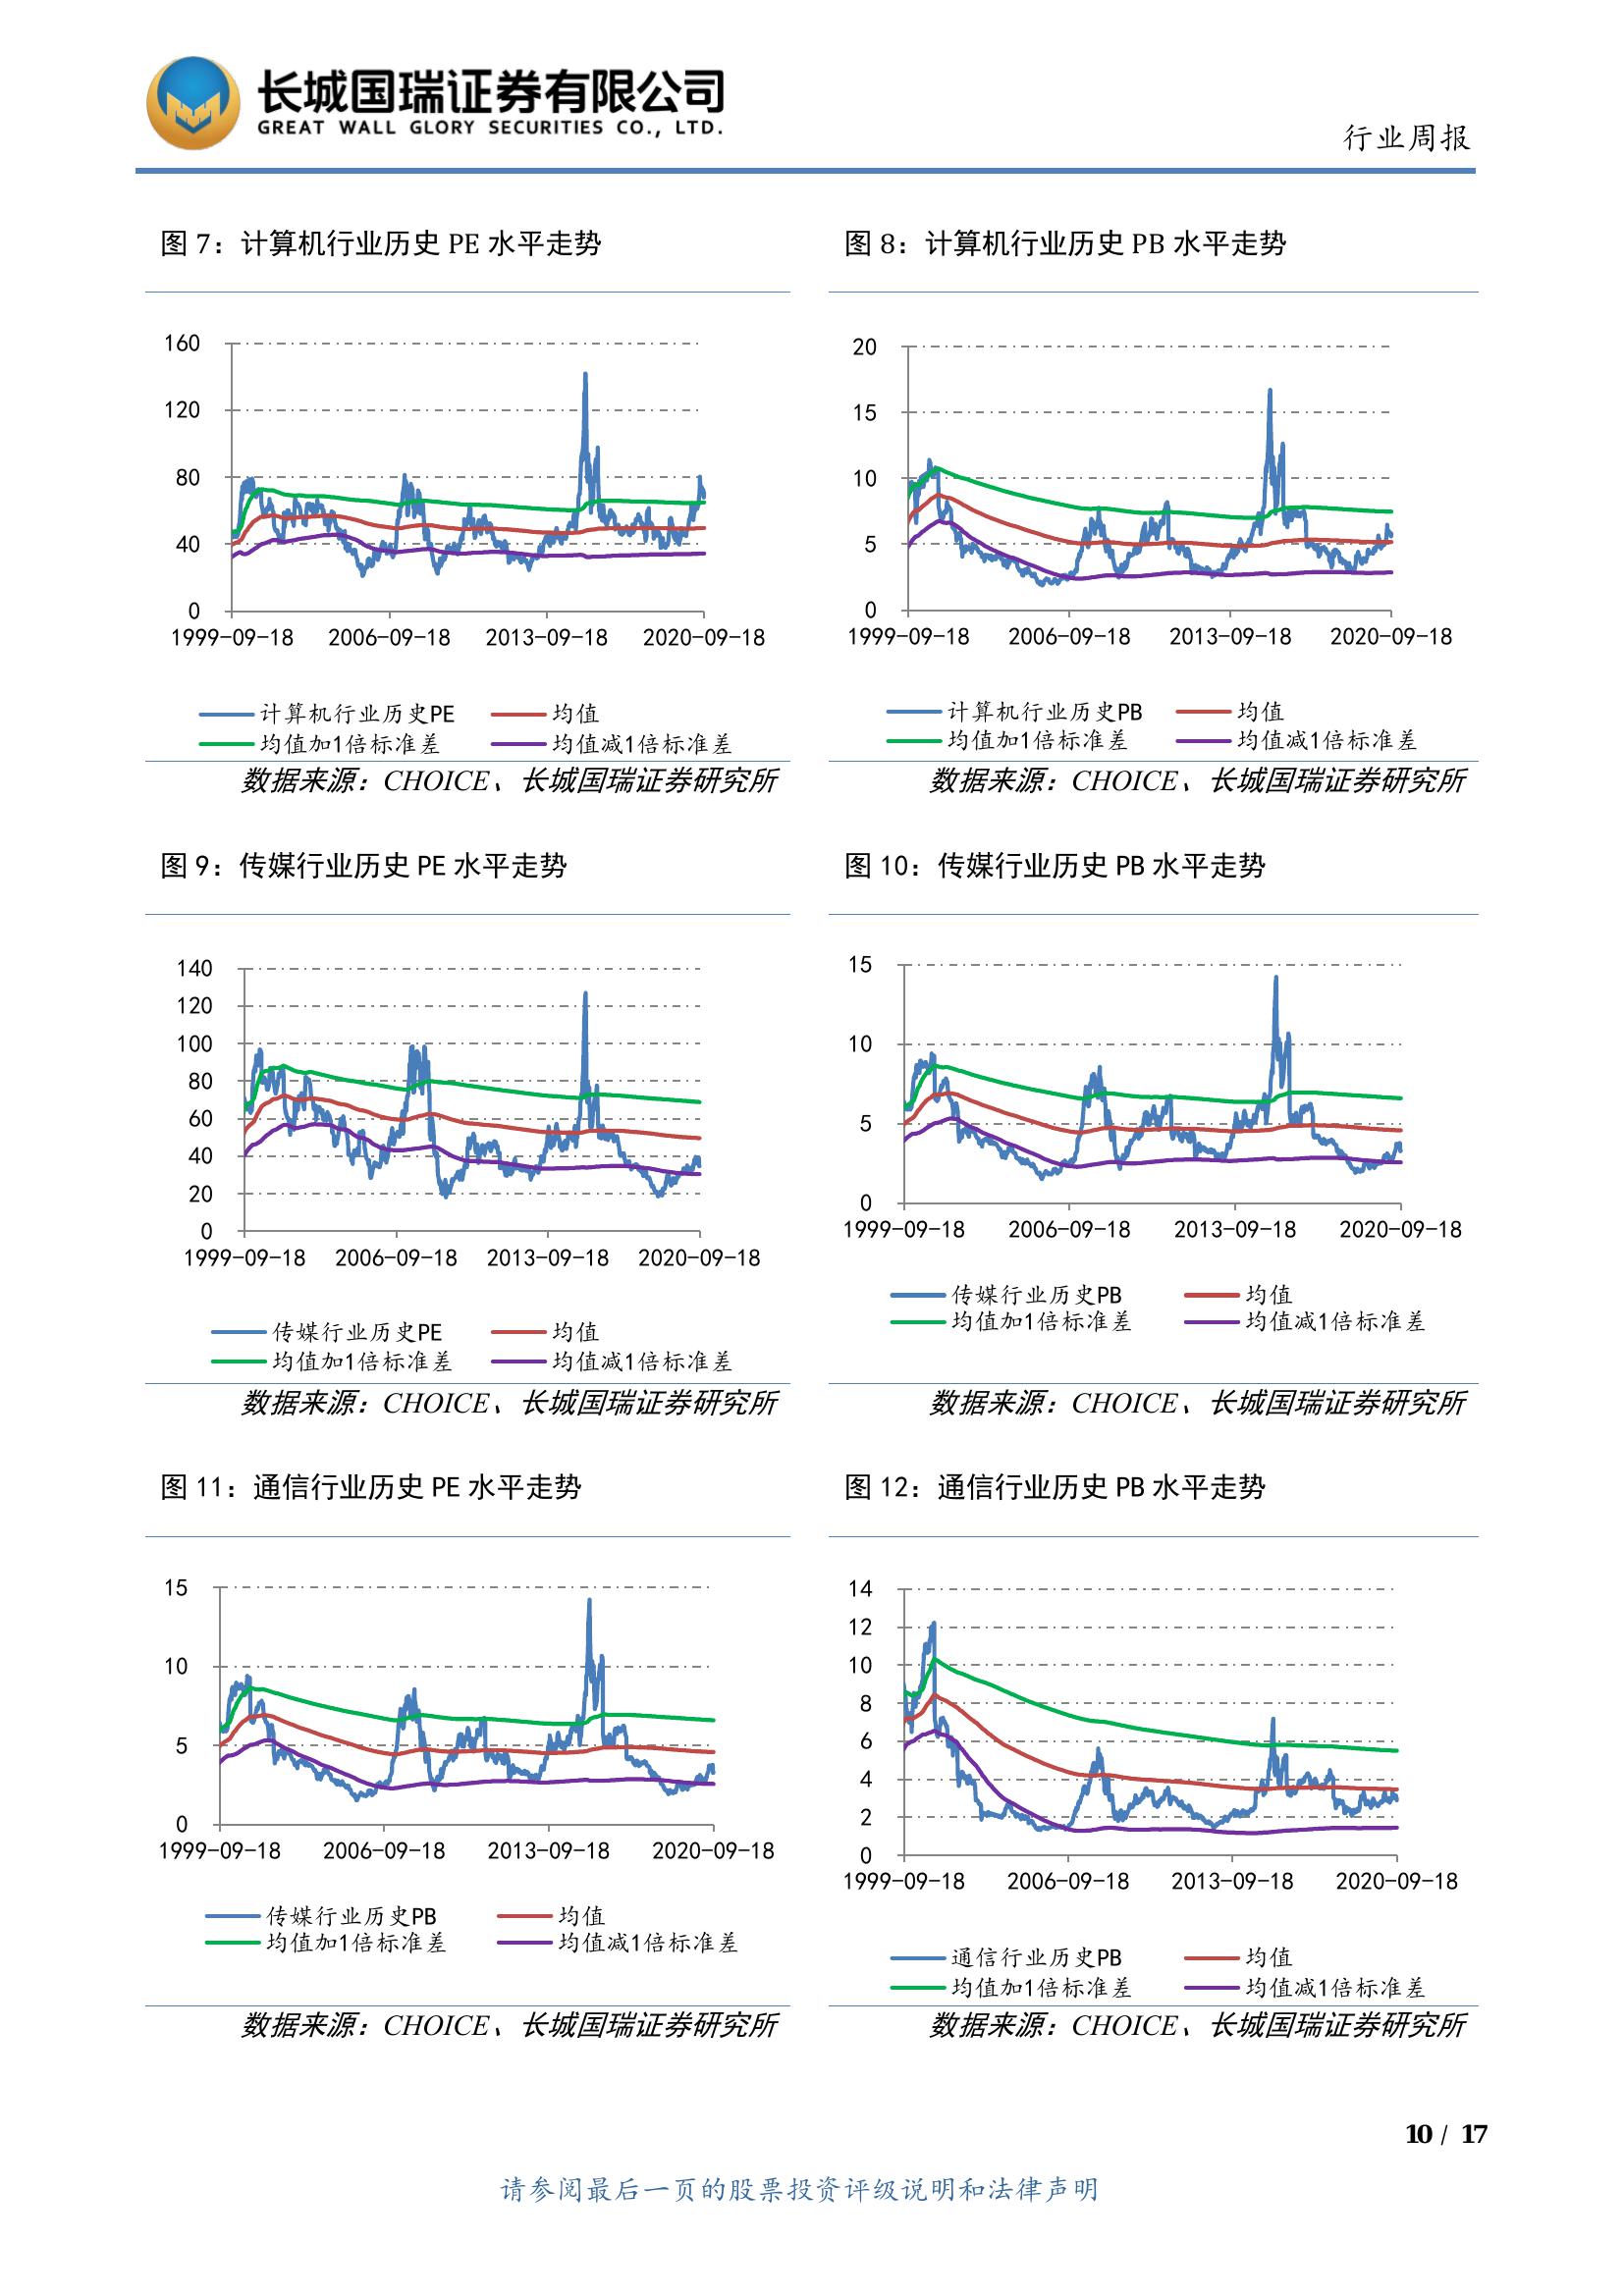 长城国瑞证券有限公司
GREAT WALL GLORY SECURITIES CO., LTD.
行业周报
图 7：计算机行业历史 PE 水平走势
160
120
80
40
0
1999-09-18 2006-09-18 2013-09-18 2020-09-18
计算机行业历史PE 均值
均值加1倍标准差 均值减1倍标准差
数据来源：CHOICE、长城国瑞证券研究所
图 8：计算机行业历史 PB 水平走势
20
15
10
5
0
1999-09-18 2006-09-18 2013-09-18 2020-09-18
计算机行业历史PB 均值
均值加1倍标准差 均值减1倍标准差
数据来源：CHOICE、长城国瑞证券研究所
图 9：传媒行业历史 PE 水平走势
140
120
100
80
60
40
20
0
1999-09-18 2006-09-18 2013-09-18 2020-09-18
传媒行业历史PE 均值
均值加1倍标准差 均值减1倍标准差
数据来源：CHOICE、长城国瑞证券研究所
图 10：传媒行业历史 PB 水平走势
15
10
5
0
1999-09-18 2006-09-18 2013-09-18 2020-09-18
传媒行业历史PB 均值
均值加1倍标准差 均值减1倍标准差
数据来源：CHOICE、长城国瑞证券研究所
图 11：通信行业历史 PE 水平走势
15
10
5
0
1999-09-18 2006-09-18 2013-09-18 2020-09-18
传媒行业历史PB 均值
均值加1倍标准差 均值减1倍标准差
数据来源：CHOICE、长城国瑞证券研究所
图 12：通信行业历史 PB 水平走势
14
12
10
8
6
4
2
0
1999-09-18 2006-09-18 2013-09-18 2020-09-18
通信行业历史PB 均值
均值加1倍标准差 均值减1倍标准差
数据来源：CHOICE、长城国瑞证券研究所
10 / 17
请参阅最后一页的股票投资评级说明和法律声明